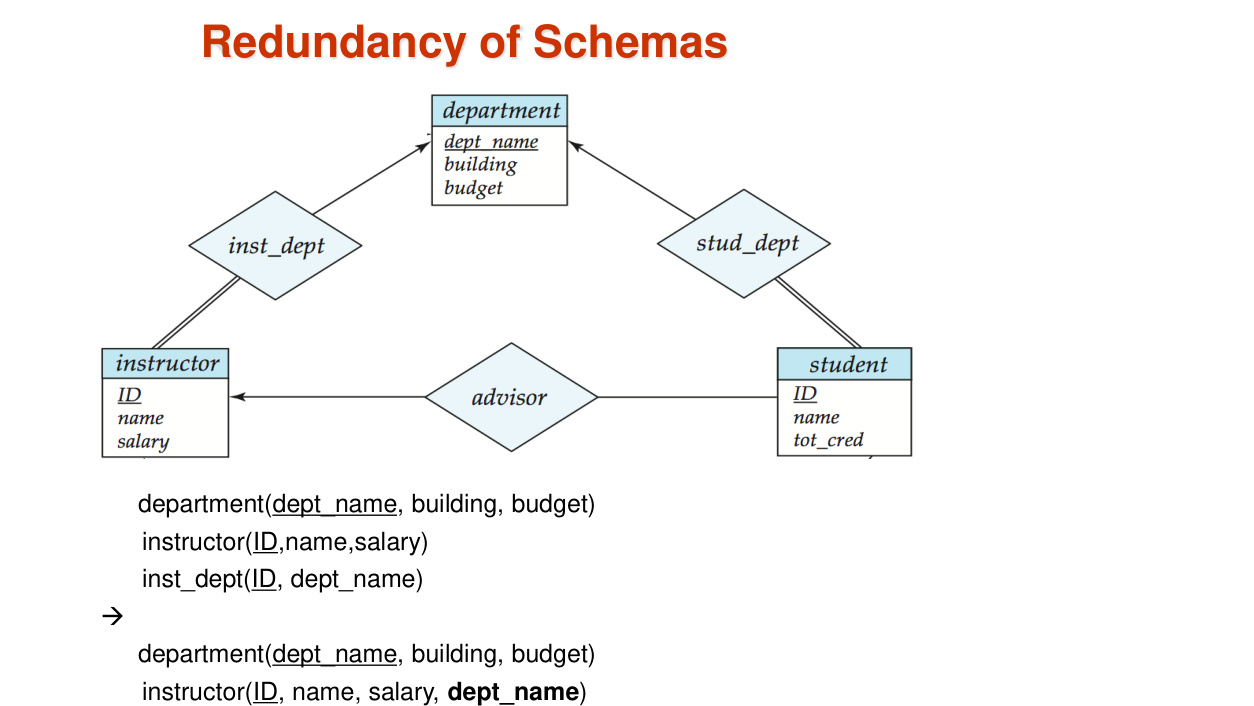 Redundancy of Schemas
department
dept_name
building
budget
inst_dept
stud_dept
instructor
ID
name
salary
advisor
student
ID
name
tot_cred
department(dept_name, building, budget)
instructor(ID,name,salary)
inst_dept(ID, dept_name)
→
department(dept_name, building, budget)
instructor(ID, name, salary, dept_name)